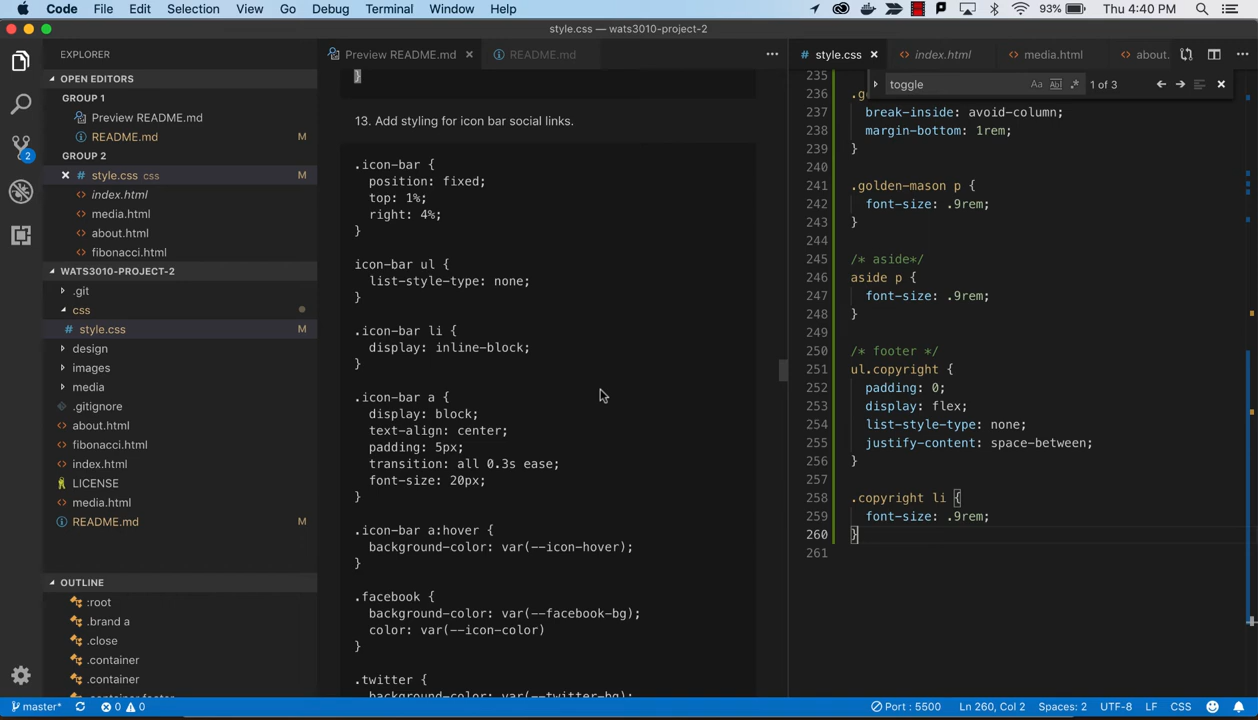 Code File Edit Selection View Go Debug Terminal Window Help 93% Thu 4:40 PM
style.css — wats3010-project-2
EXPLORER
OPEN EDITORS
GROUP 1
Preview README.md
README.md M
GROUP 2
style.css css M
index.html
media.html
about.html
fibonacci.html
WATS3010-PROJECT-2
.git
css
style.css M
design
images
media
.gitignore
about.html
fibonacci.html
index.html
LICENSE
media.html
README.md M
OUTLINE
:root
.brand a
.close
.container
.container
.container footer
Preview README.md
README.md
}
13. Add styling for icon bar social links.
.icon-bar {
position: fixed;
top: 1%;
right: 4%;
}
icon-bar ul {
list-style-type: none;
}
.icon-bar li {
display: inline-block;
}
.icon-bar a {
display: block;
text-align: center;
padding: 5px;
transition: all 0.3s ease;
font-size: 20px;
}
.icon-bar a:hover {
background-color: var(--icon-hover);
}
.facebook {
background-color: var(--facebook-bg);
color: var(--icon-color)
}
.twitter {
background-color: var(--twitter-bg);
style.css
index.html
media.html
about.
toggle Aa Abl .* 1 of 3
235
236 .g
237 break-inside: avoid-column;
238 margin-bottom: 1rem;
239 }
240
241 .golden-mason p {
242 font-size: .9rem;
243 }
244
245 /* aside*/
246 aside p {
247 font-size: .9rem;
248 }
249
250 /* footer */
251 ul.copyright {
252 padding: 0;
253 display: flex;
254 list-style-type: none;
255 justify-content: space-between;
256 }
257
258 .copyright li {
259 font-size: .9rem;
260 }
261
master* 0 0 Port : 5500 Ln 260, Col 2 Spaces: 2 UTF-8 LF CSS
2